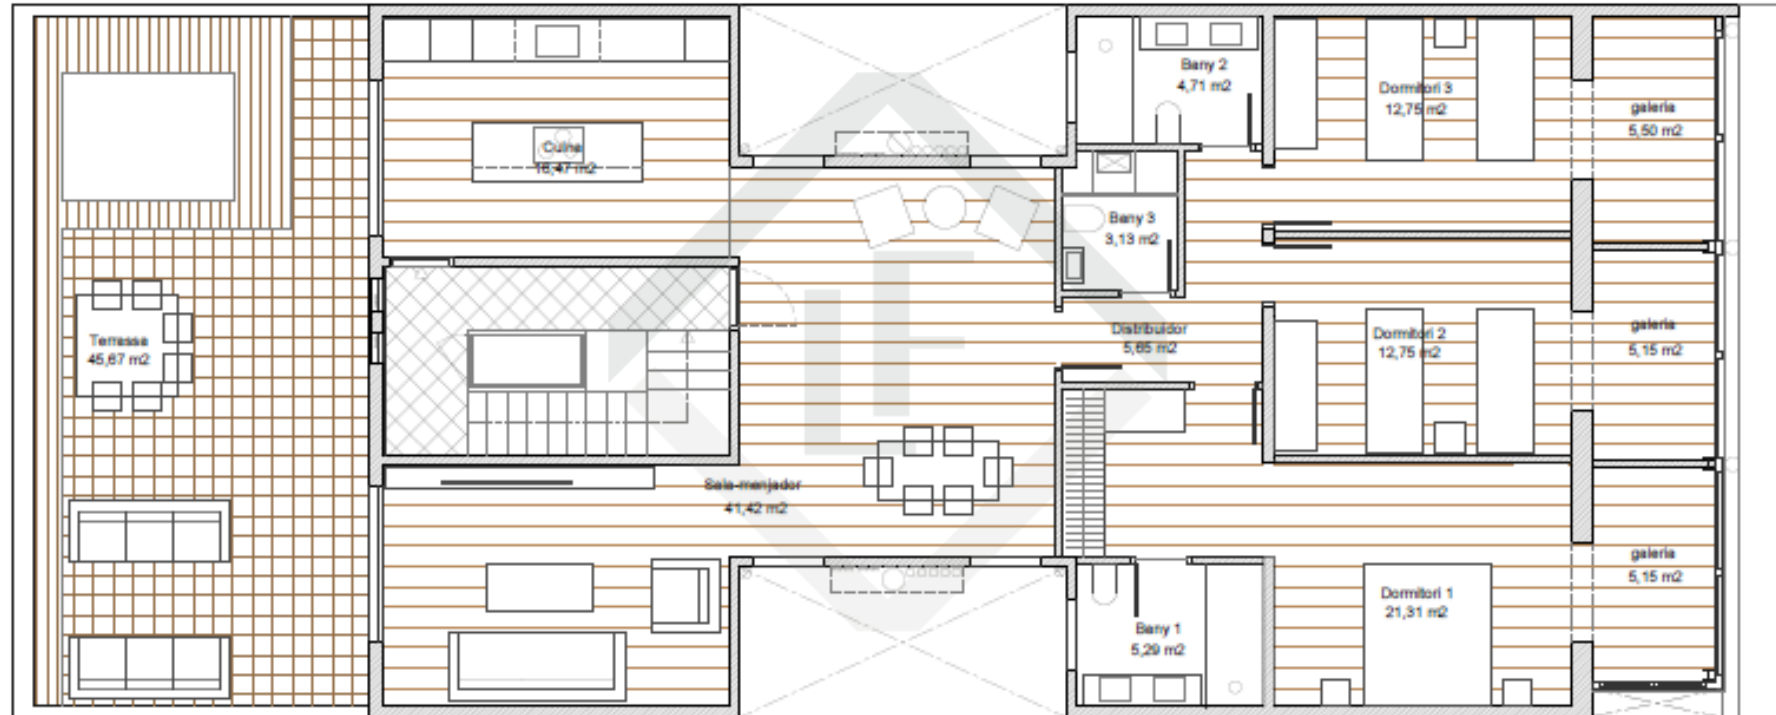 Bany 2
4,71 m2
Dormitori 3
12,75 m2
galeria
5,50 m2
Cuina
16,47 m2
Bany 3
3,13 m2
Terrassa
45,67 m2
Distribuidor
5,65 m2
Dormitori 2
12,75 m2
galeria
5,15 m2
LF
Sala-menjador
41,42 m2
galeria
5,15 m2
Dormitori 1
21,31 m2
Bany 1
5,29 m2